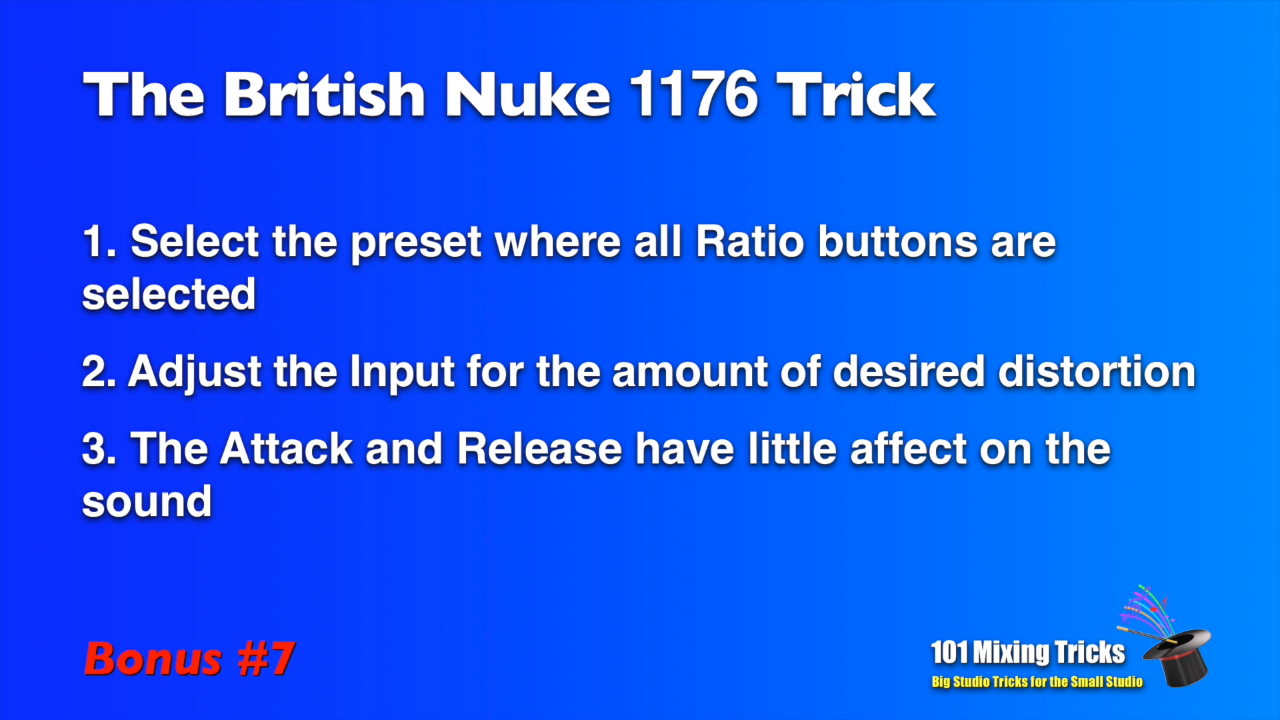 The British Nuke 1176 Trick
1. Select the preset where all Ratio buttons are
selected
2. Adjust the Input for the amount of desired distortion
3. The Attack and Release have little affect on the
sound
Bonus #7
101 Mixing Tricks
Big Studio Tricks for the Small Studio